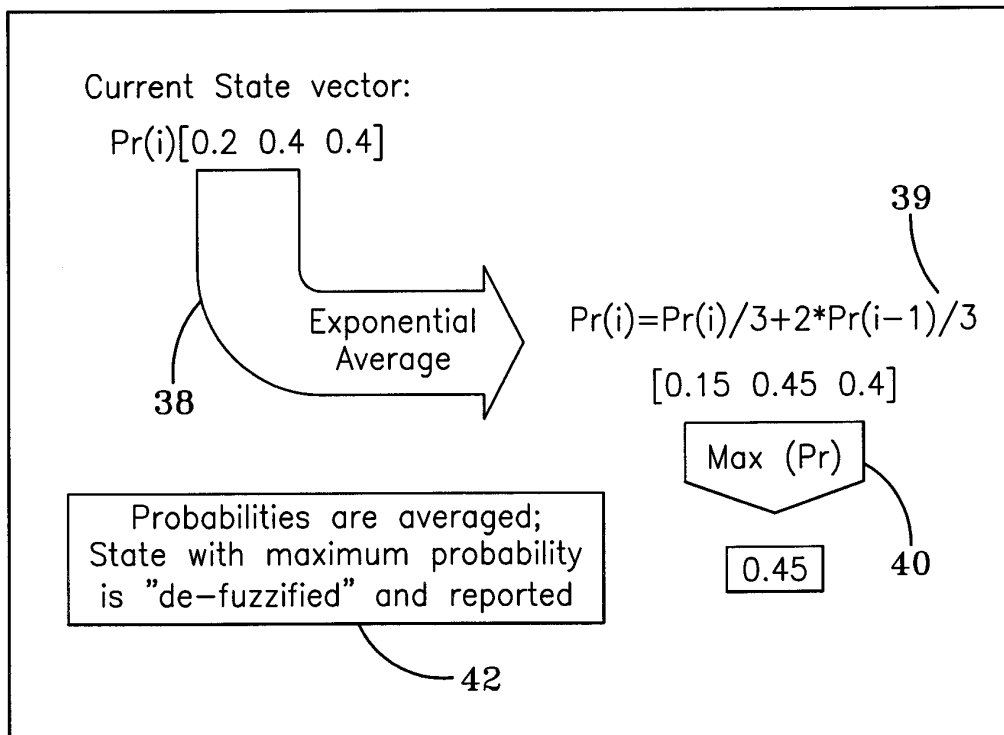 Current State vector:
Pr(i)[0.2 0.4 0.4]
39
Exponential
Average
Pr(i)=Pr(i)/3+2*Pr(i-1)/3
38
[0.15 0.45 0.4]
Max (Pr)
40
0.45
Probabilities are averaged;
State with maximum probability
is "de-fuzzified" and reported
42